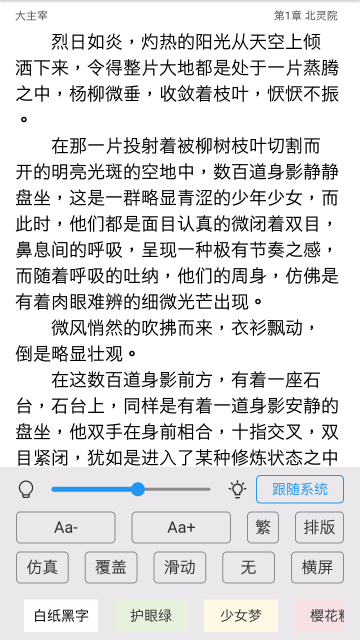 大主宰 第1章 北灵院
烈日如炎，灼热的阳光从天空上倾
洒下来，令得整片大地都是处于一片蒸腾
之中，杨柳微垂，收敛着枝叶，恹恹不振
。
在那一片投射着被柳树枝叶切割而
开的明亮光斑的空地中，数百道身影静静
盘坐，这是一群略显青涩的少年少女，而
此时，他们都是面目认真的微闭着双目，
鼻息间的呼吸，呈现一种极有节奏之感，
而随着呼吸的吐纳，他们的周身，仿佛是
有着肉眼难辨的细微光芒出现。
微风悄然的吹拂而来，衣衫飘动，
倒是略显壮观。
在这数百道身影前方，有着一座石
台，石台上，同样是有着一道身影安静的
盘坐，他双手在身前相合，十指交叉，双
目紧闭，犹如是进入了某种修炼状态之中
跟随系统
Aa- Aa+ 繁 排版
仿真 覆盖 滑动 无 横屏
白纸黑字 护眼绿 少女梦 樱花粉